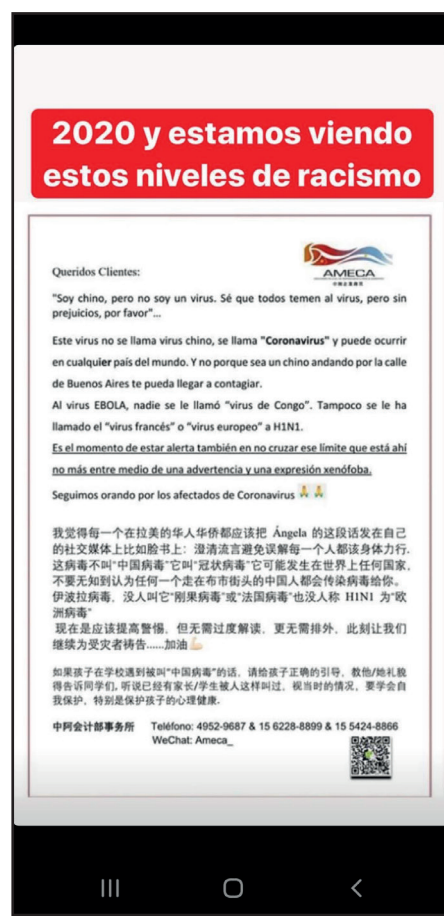 2020 y estamos viendo
estos niveles de racismo
AMECA
Queridos Clientes:
"Soy chino, pero no soy un virus. Sé que todos temen al virus, pero sin
prejuicios, por favor"...
Este virus no se llama virus chino, se llama "Coronavirus" y puede ocurrir
en cualquier país del mundo. Y no porque sea un chino andando por la calle
de Buenos Aires te pueda llegar a contagiar.
Al virus EBOLA, nadie se le llamó "virus de Congo". Tampoco se le ha
llamado el "virus francés" o "virus europeo" a H1N1.
Es el momento de estar alerta también en no cruzar ese límite que está ahí
no más entre medio de una advertencia y una expresión xenófoba.
Seguimos orando por los afectados de Coronavirus 🙏 🙏
我觉得每一个在拉美的华人华侨都应该把 Ángela 的这段话发在自己
的社交媒体上比如脸书上：澄清流言避免误解每一个人都该身体力行.
这病毒不叫"中国病毒"它叫"冠状病毒"它可能发生在世界上任何国家,
不要无知到认为任何一个走在布市街头的中国人都会传染病毒给你。
伊波拉病毒，没人叫它"刚果病毒"或"法国病毒"也没人称 H1N1 为"欧
洲病毒"
现在是应该提高警惕，但无需过度解读，更无需排外，此刻让我们
继续为受灾者祷告......加油💪🏻
如果孩子在学校遇到被叫"中国病毒"的话，请给孩子正确的引导，教他/她礼貌
得告诉同学们, 听说已经有家长/学生被人这样叫过，视当时的情况，要学会自
我保护，特别是保护孩子的心理健康.
中阿会计部事务所 Teléfono: 4952-9687 & 15 6228-8899 & 15 5424-8866
WeChat: Ameca_